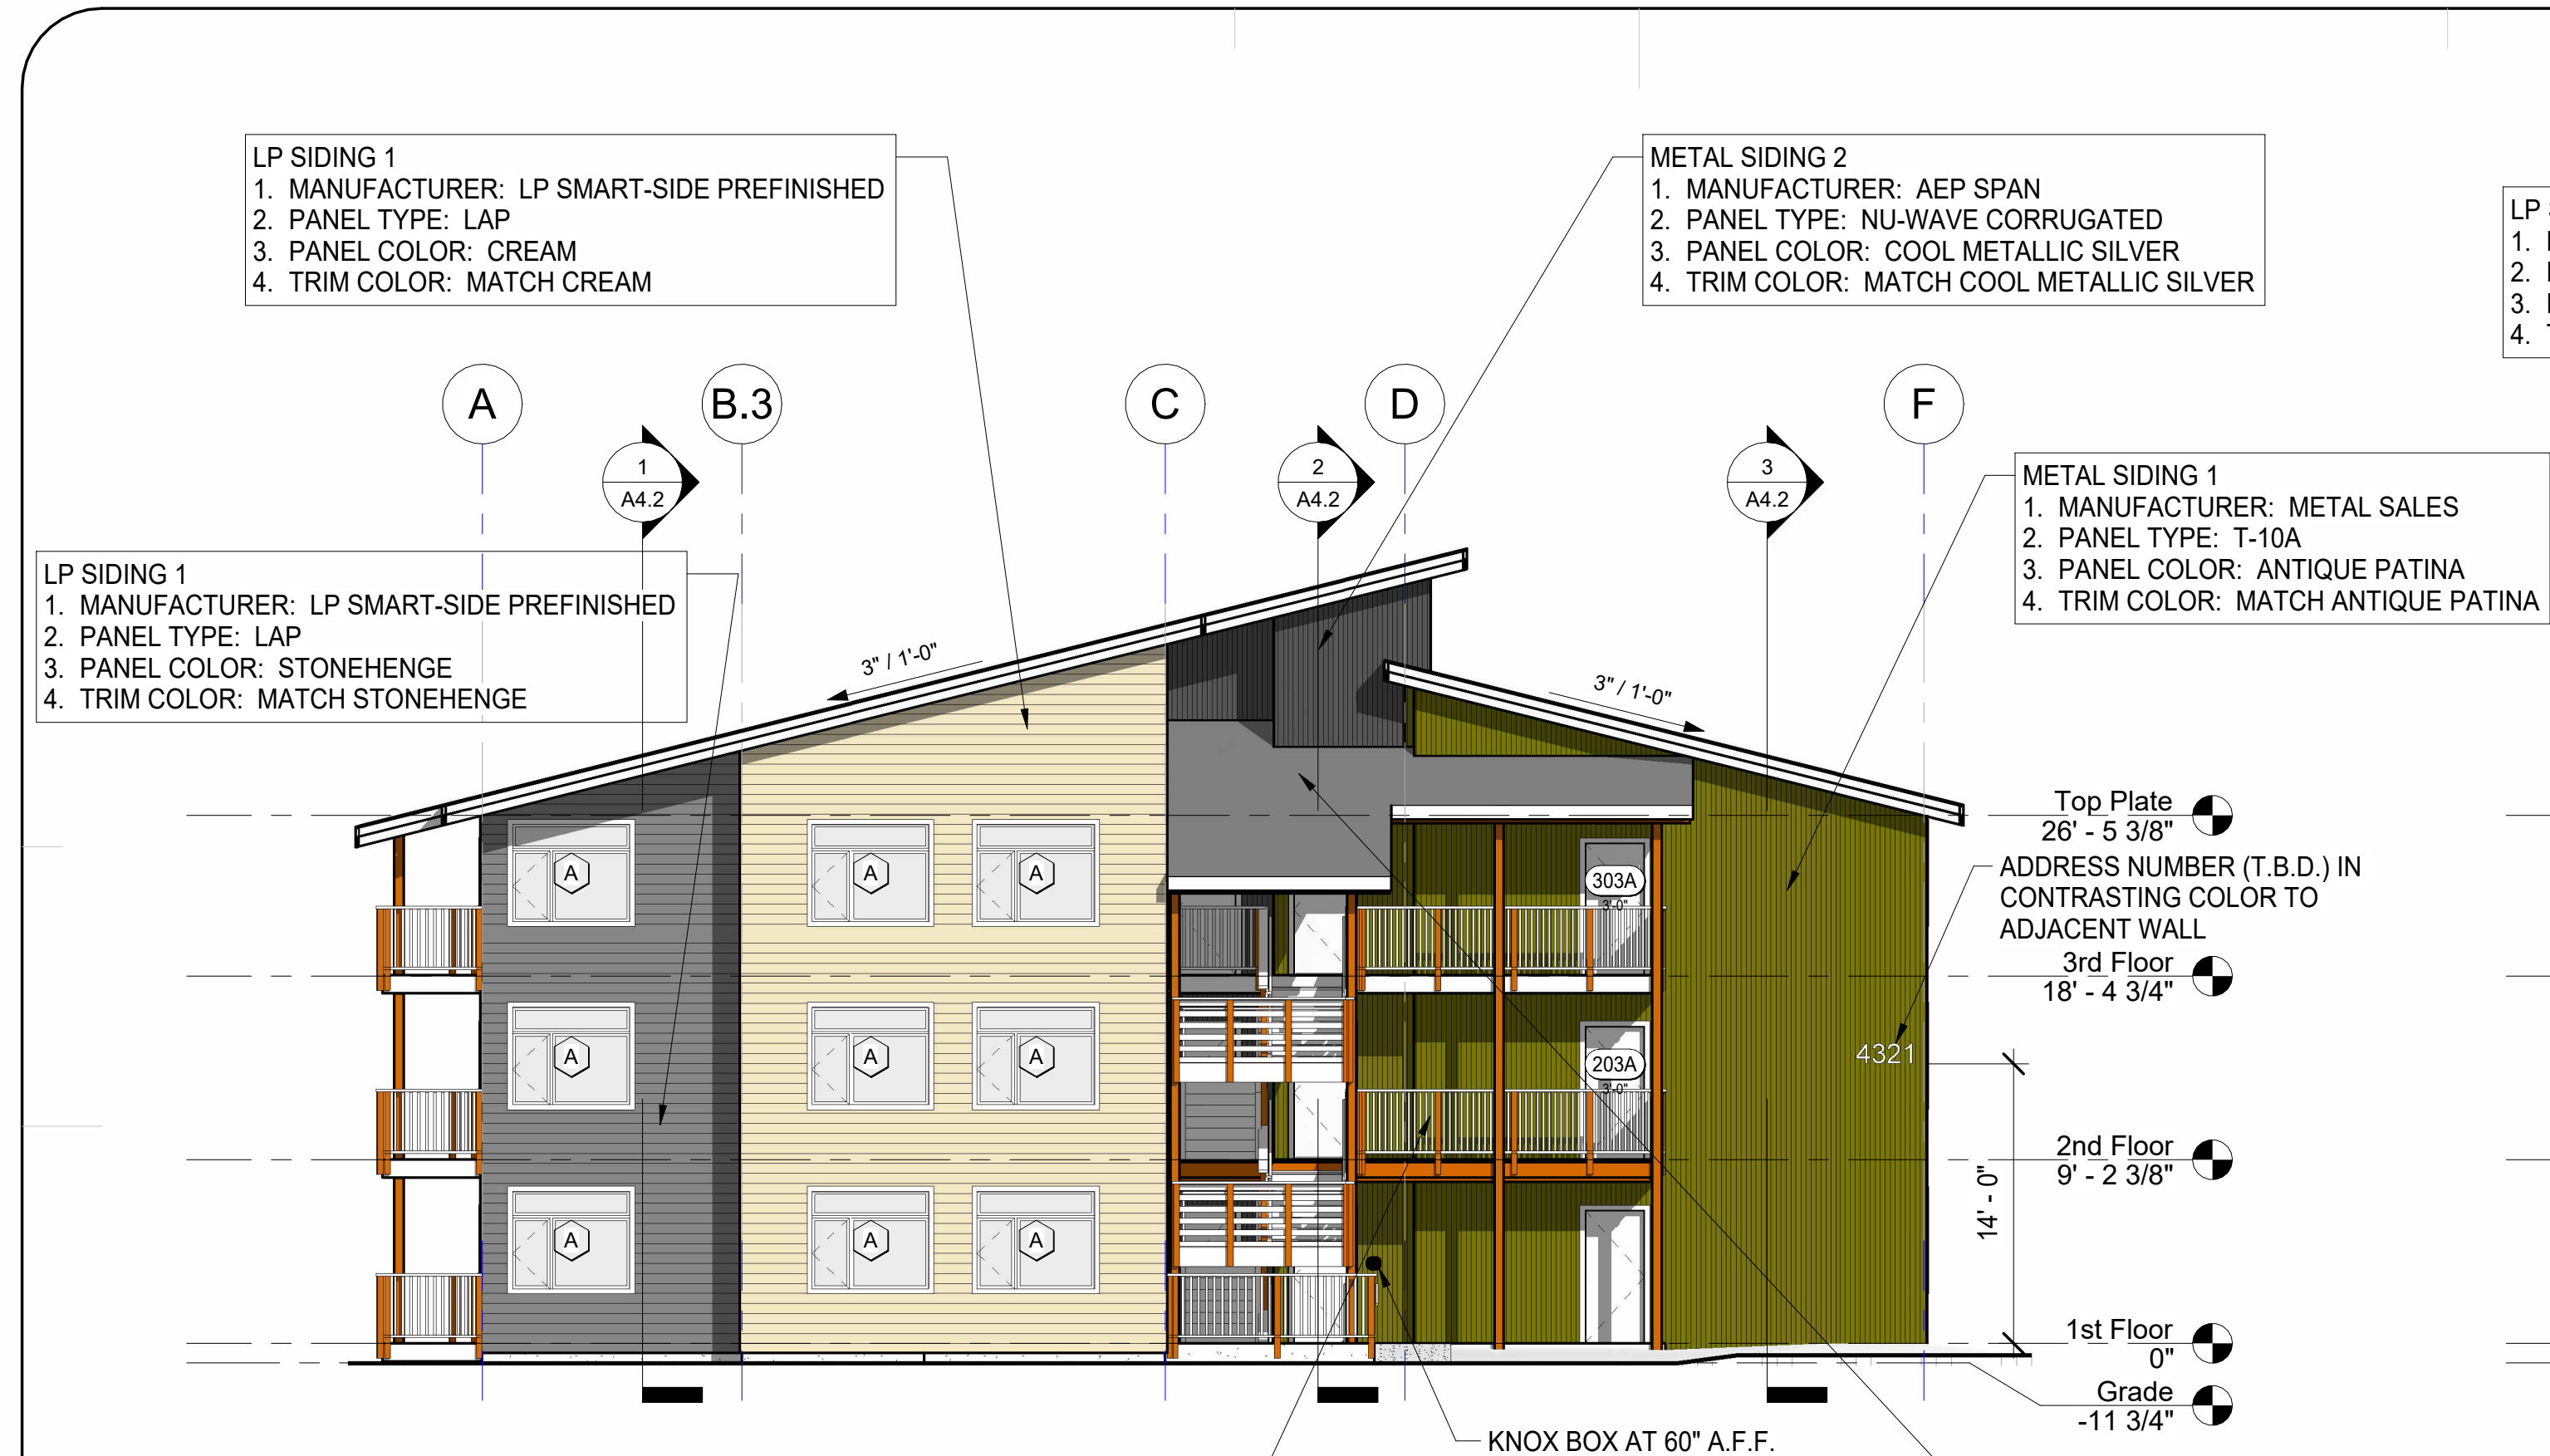 LP SIDING 1
1. MANUFACTURER: LP SMART-SIDE PREFINISHED
2. PANEL TYPE: LAP
3. PANEL COLOR: CREAM
4. TRIM COLOR: MATCH CREAM
METAL SIDING 2
1. MANUFACTURER: AEP SPAN
2. PANEL TYPE: NU-WAVE CORRUGATED
3. PANEL COLOR: COOL METALLIC SILVER
4. TRIM COLOR: MATCH COOL METALLIC SILVER
LP
1.
2.
3.
4.
A
B.3
C
D
F
1
A4.2
2
A4.2
3
A4.2
METAL SIDING 1
1. MANUFACTURER: METAL SALES
2. PANEL TYPE: T-10A
3. PANEL COLOR: ANTIQUE PATINA
4. TRIM COLOR: MATCH ANTIQUE PATINA
LP SIDING 1
1. MANUFACTURER: LP SMART-SIDE PREFINISHED
2. PANEL TYPE: LAP
3. PANEL COLOR: STONEHENGE
4. TRIM COLOR: MATCH STONEHENGE
3" / 1'-0"
3" / 1'-0"
Top Plate
26' - 5 3/8"
ADDRESS NUMBER (T.B.D.) IN
CONTRASTING COLOR TO
ADJACENT WALL
A
A
A
303A
3'-0"
3rd Floor
18' - 4 3/4"
A
A
A
203A
3'-0"
4321
2nd Floor
9' - 2 3/8"
14' - 0"
A
A
A
1st Floor
0"
Grade
-11 3/4"
KNOX BOX AT 60" A.F.F.